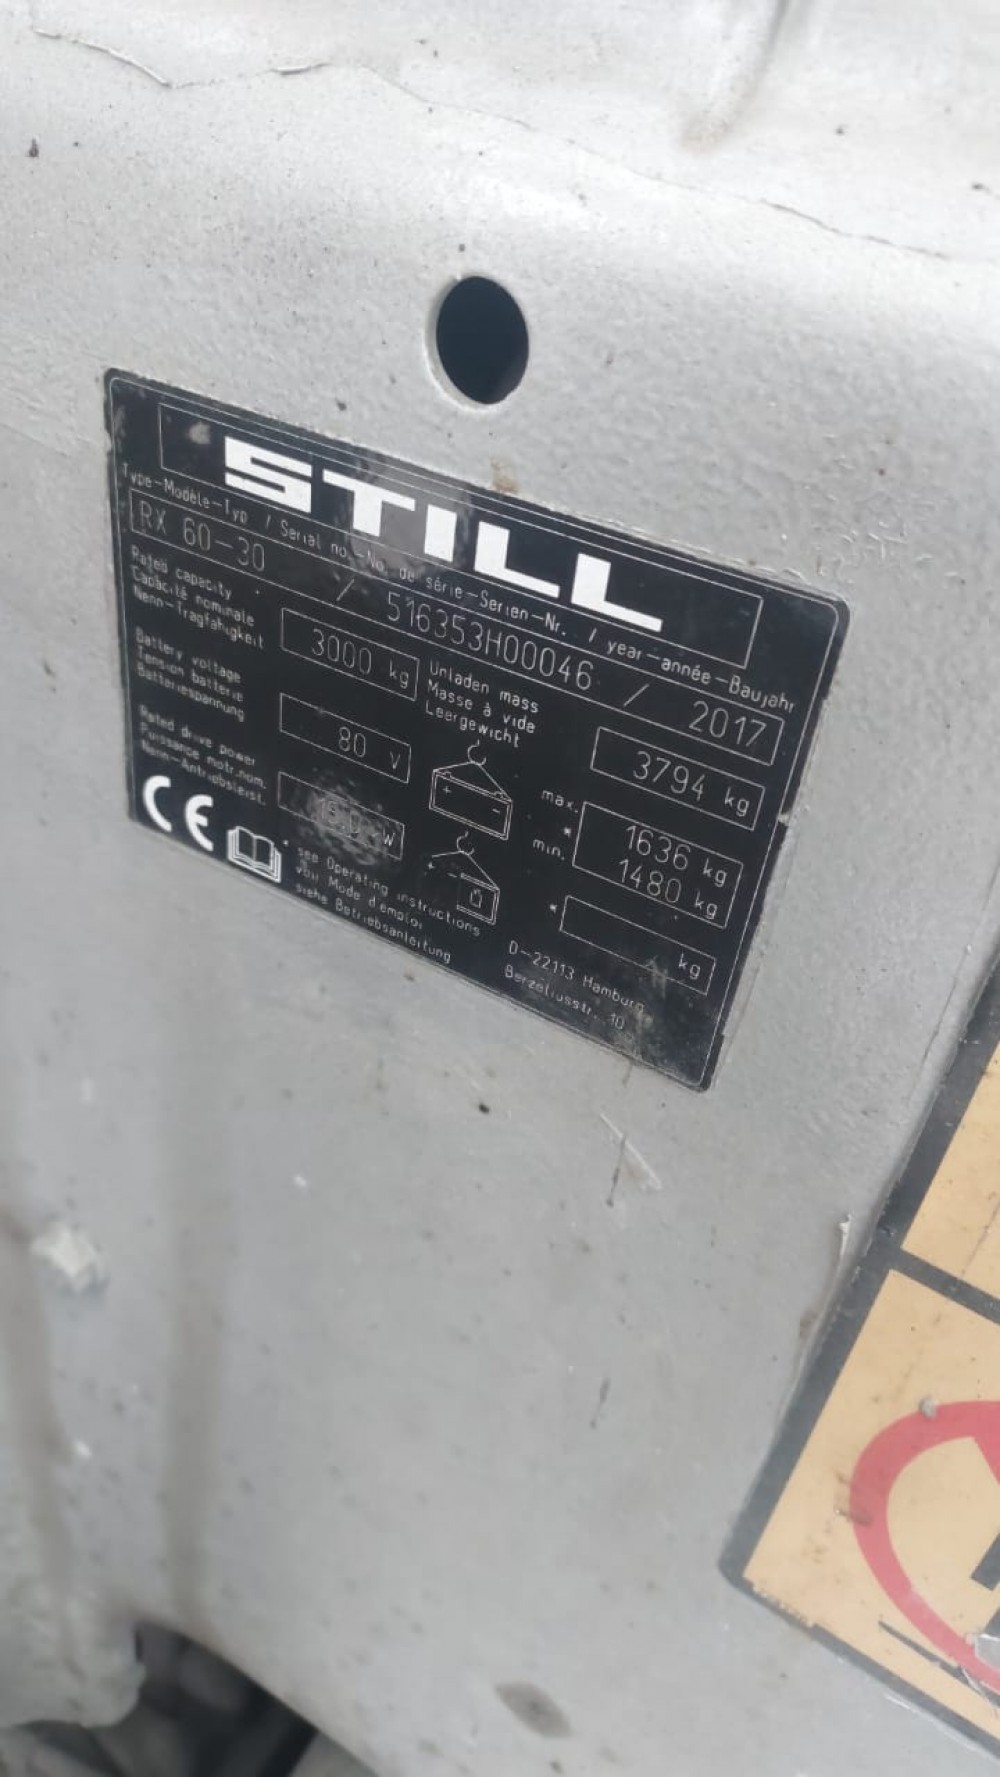 STILL
Type-Modèle-Typ / Serial no.-No. de série-Serien-Nr. / year-année-Baujahr
RX 60-30 / 516353H00046 / 2017
Rated capacity
Capacité nominale
Nenn-Tragfähigkeit
3000 kg
Unladen mass
Masse à vide
Leergewicht
3794 kg
Battery voltage
Tension batterie
Batteriespannung
80 V
max. 1636 kg
*
min. 1480 kg
Rated drive power
Puissance motr.nom.
Nenn-Antriebsleist.
* kg
CE
* see Operating instructions
voir Mode d'emploi
siehe Betriebsanleitung
D-22113 Hamburg
Berzeliusstr. 10